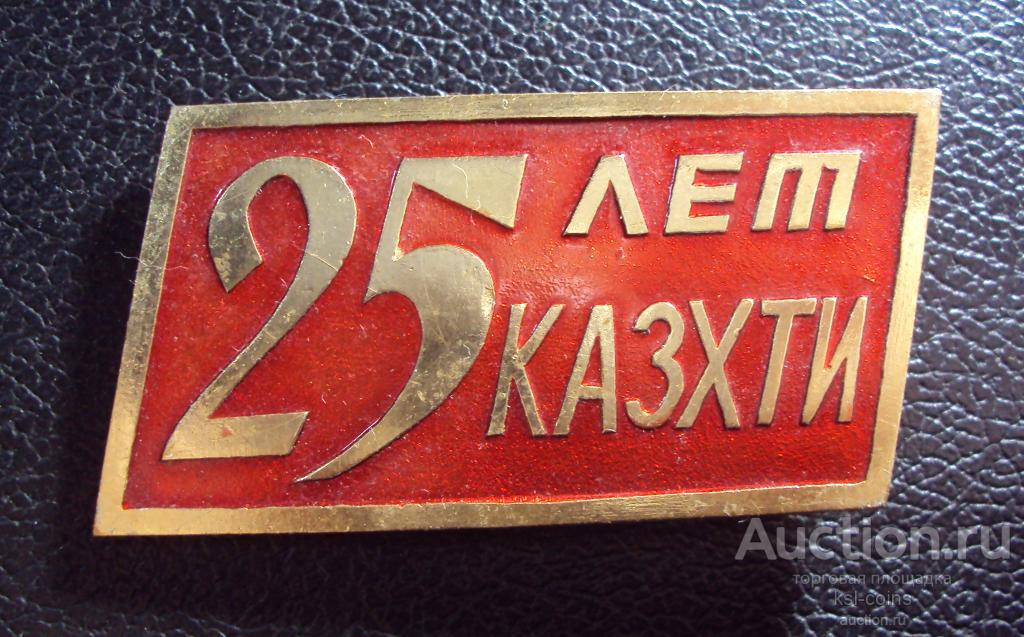 25 ЛЕТ
КАЗХТИ
Auction.ru
торговая площадка
ksl-coins
auction.ru